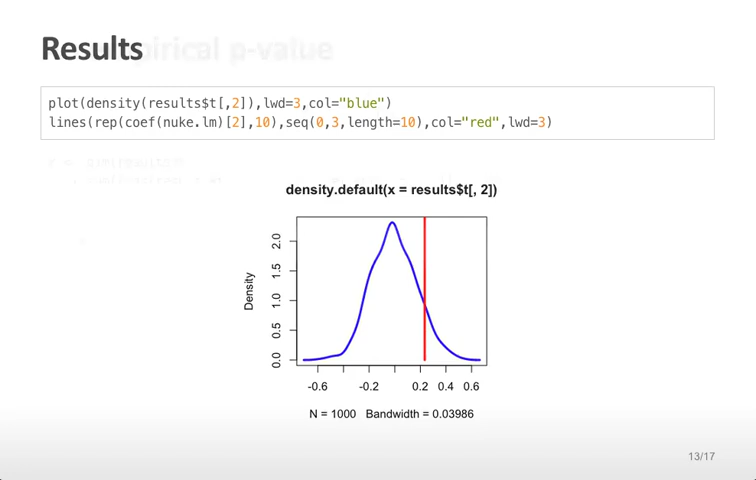 Results
plot(density(results$t[,2]),lwd=3,col="blue")
lines(rep(coef(nuke.lm)[2],10),seq(0,3,length=10),col="red",lwd=3)
density.default(x = results$t[, 2])
Density
2.0
1.5
1.0
0.5
0.0
-0.6 -0.2 0.2 0.4 0.6
N = 1000 Bandwidth = 0.03986
13/17